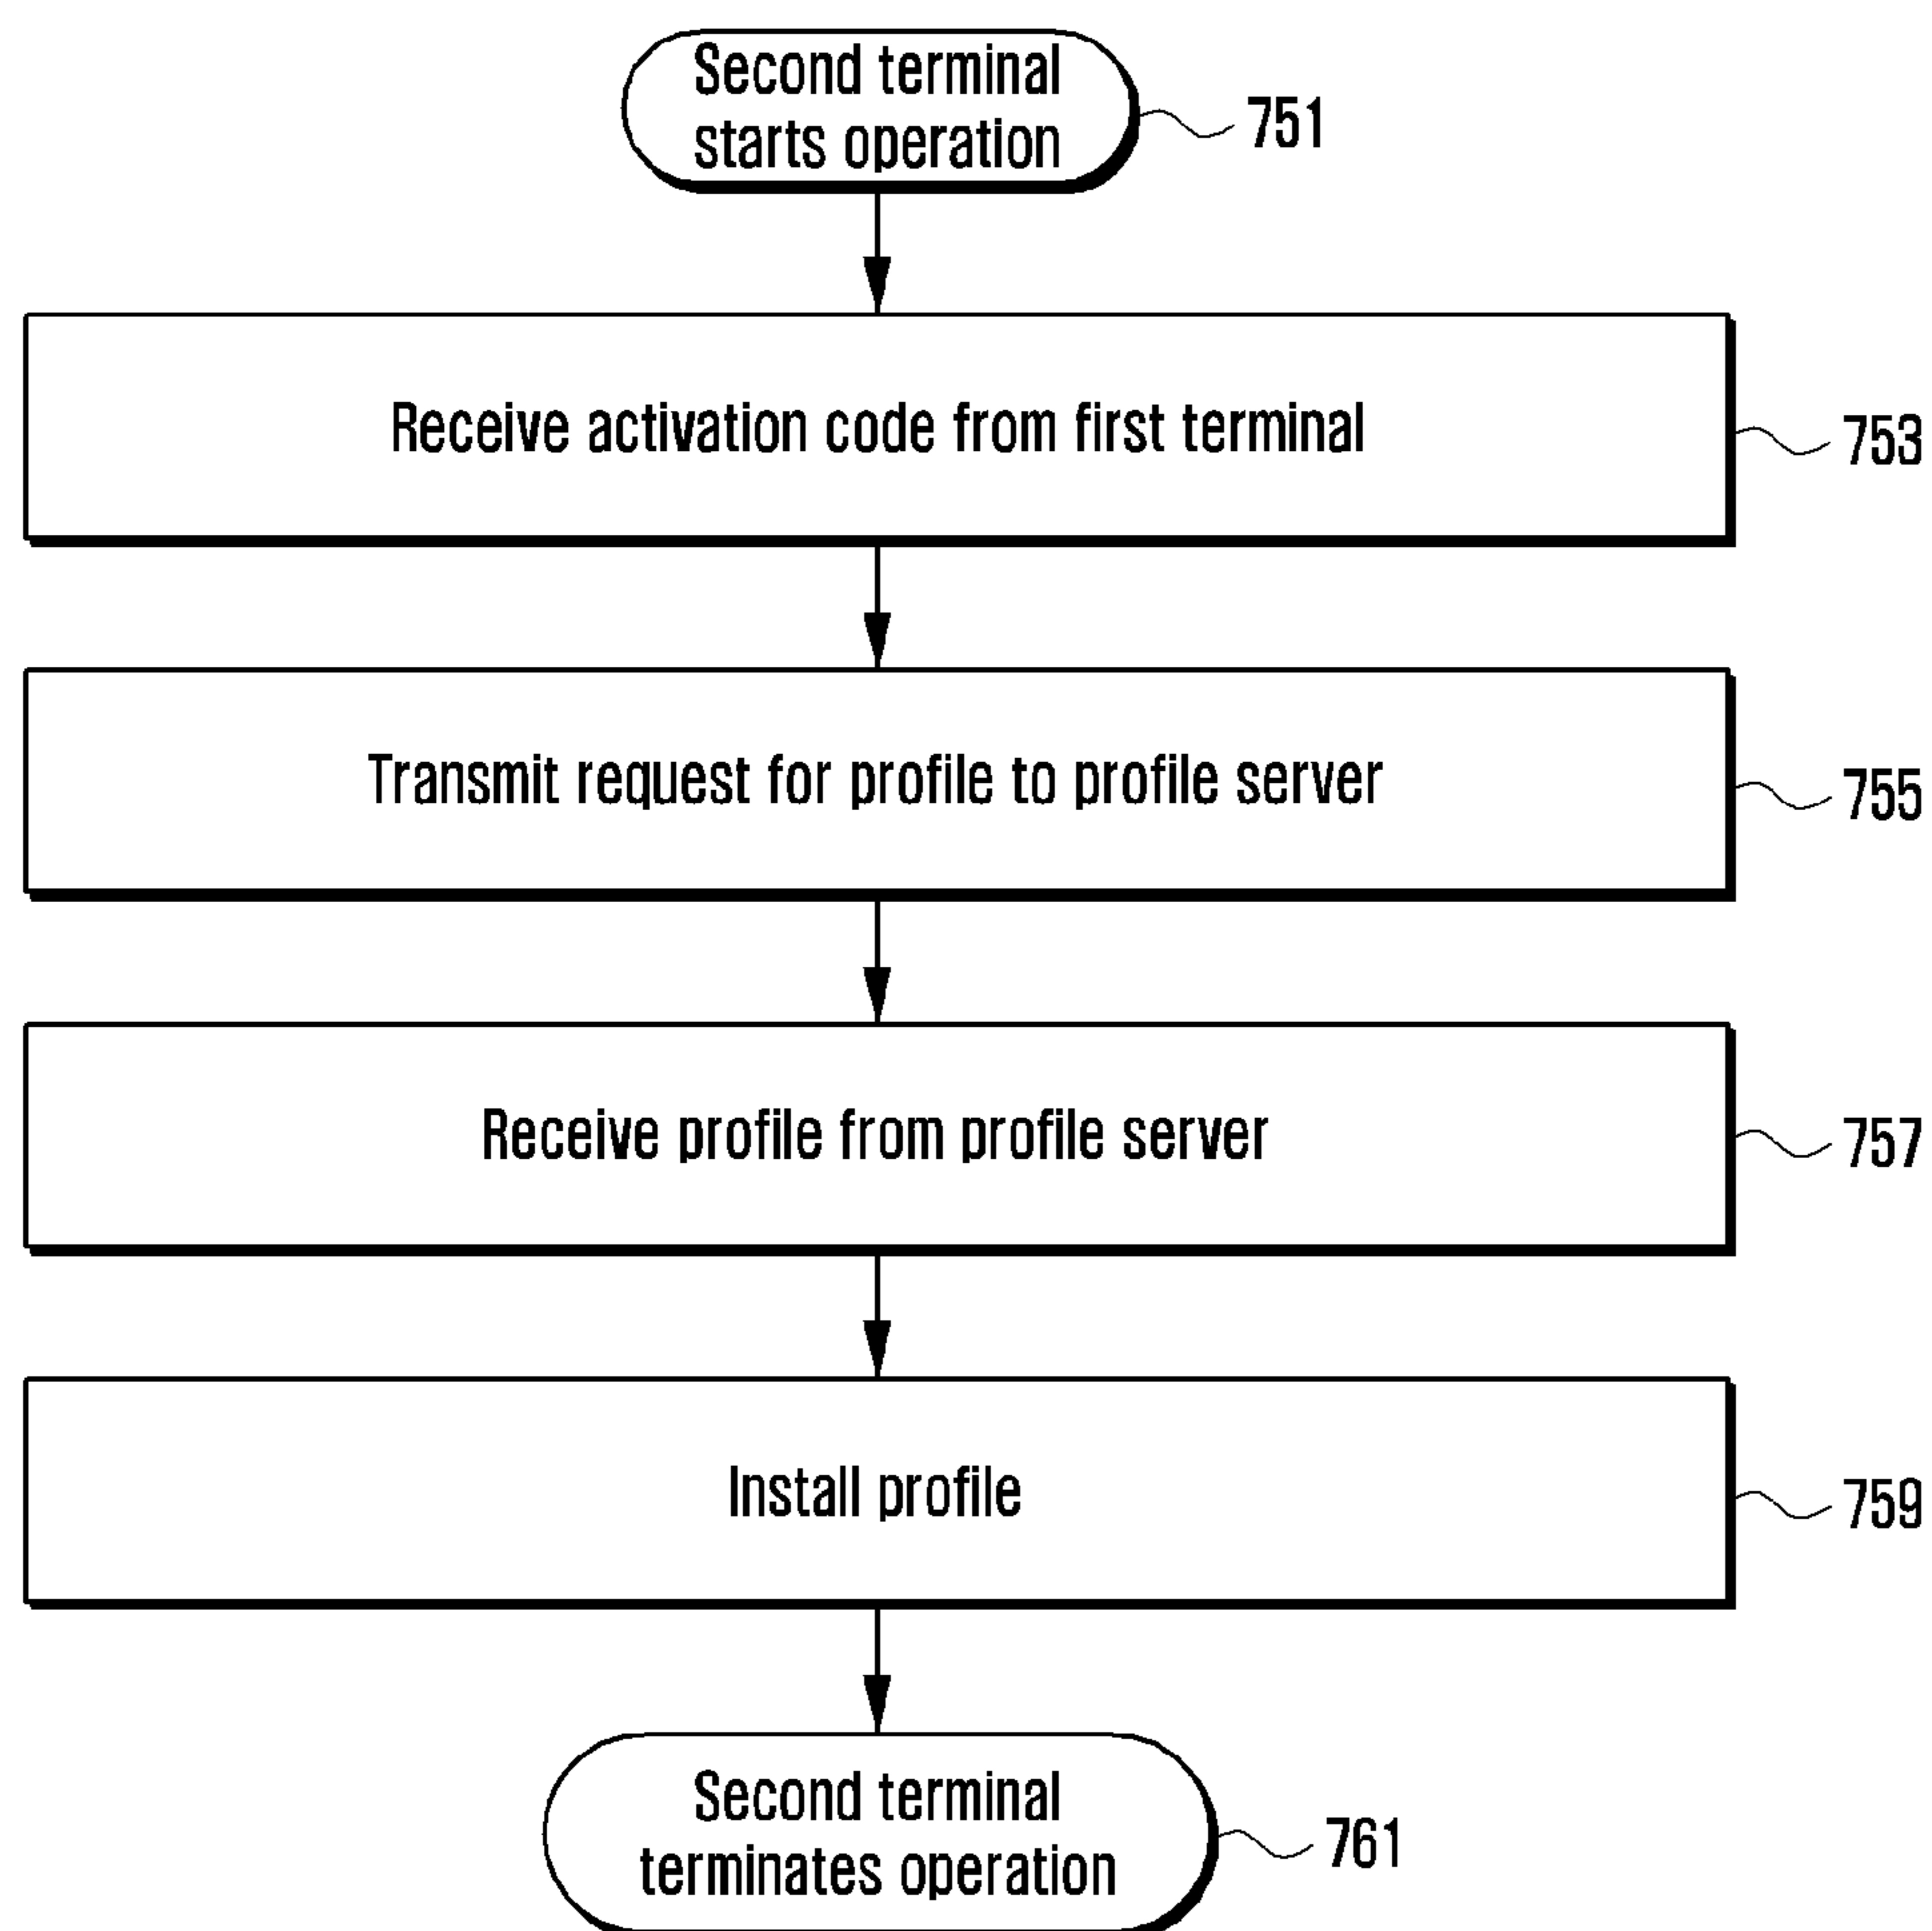 Second terminal
starts operation
751
Receive activation code from first terminal
753
Transmit request for profile to profile server
755
Receive profile from profile server
757
Install profile
759
Second terminal
terminates operation
761